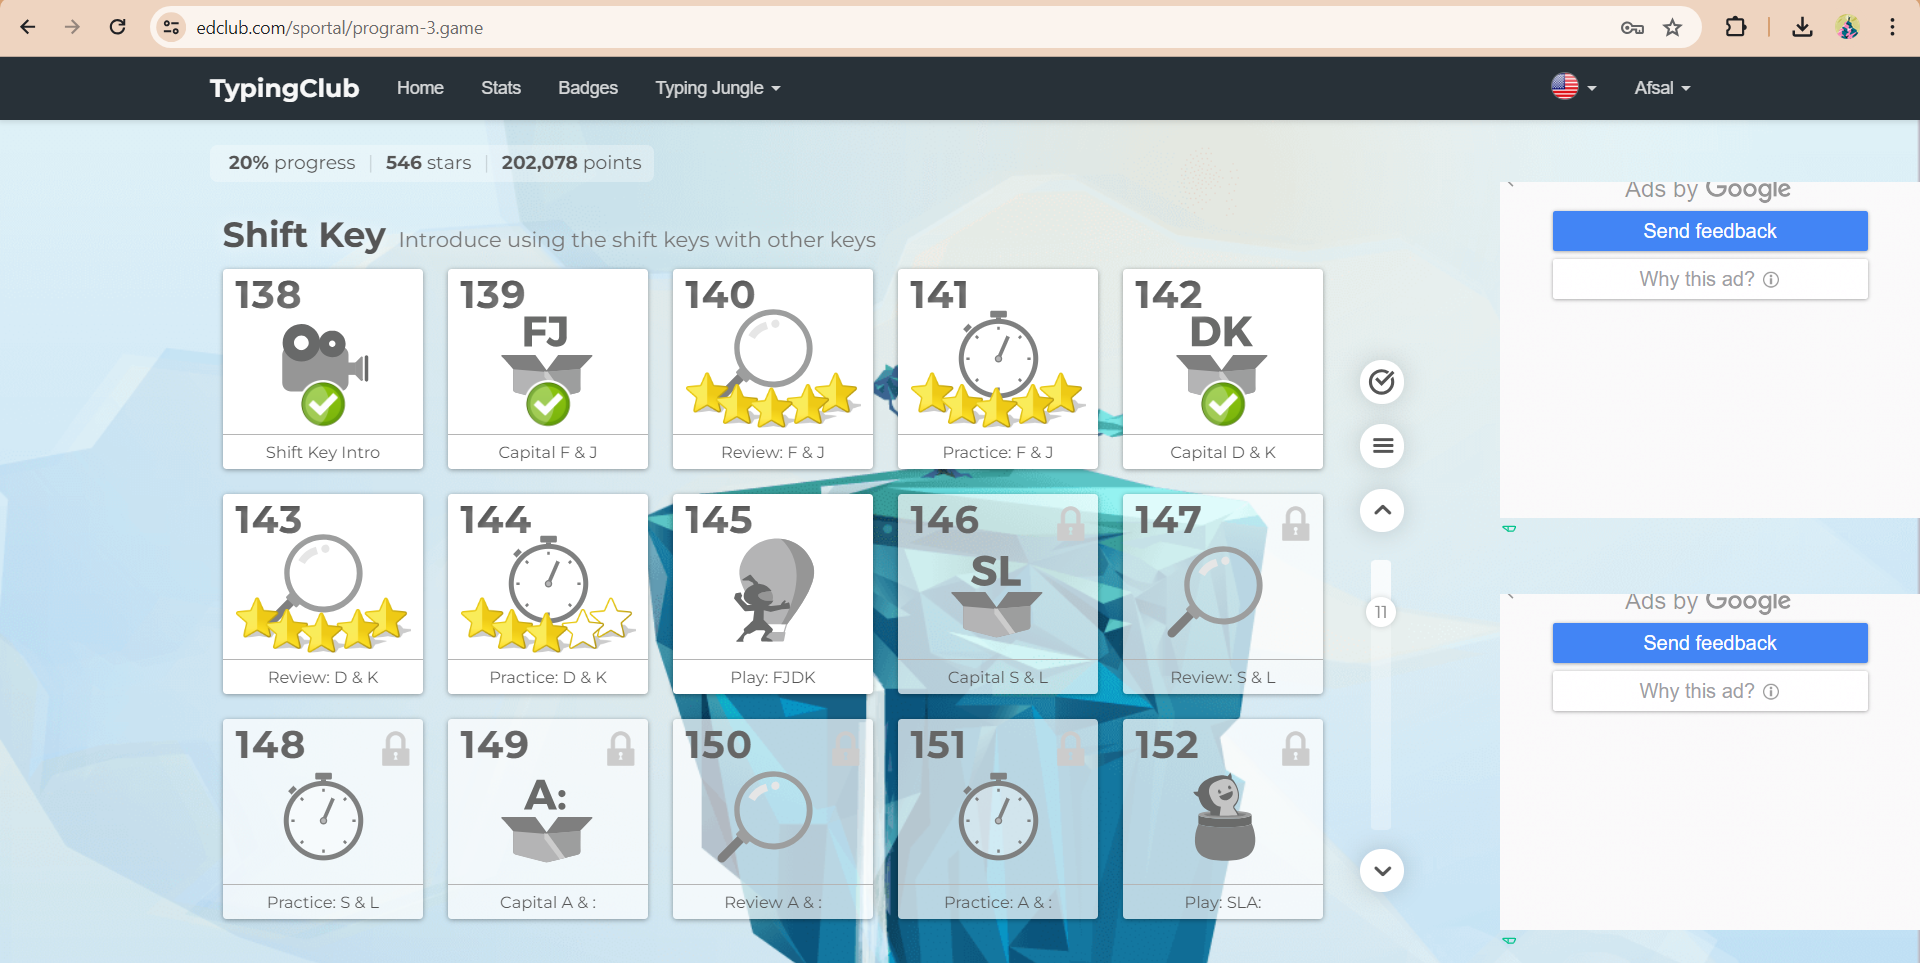 edclub.com/sportal/program-3.game
TypingClub Home Stats Badges Typing Jungle Afsal
20% progress 546 stars 202,078 points
Shift Key Introduce using the shift keys with other keys
138 139 140 141 142
FJ DK
Shift Key Intro Capital F & J Review: F & J Practice: F & J Capital D & K
143 144 145 146 147
SL
Review: D & K Practice: D & K Play: FJDK Capital S & L Review: S & L
148 149 150 151 152
A:
Practice: S & L Capital A & : Review A & : Practice: A & : Play: SLA:
11
Ads by Google
Send feedback
Why this ad?
Ads by Google
Send feedback
Why this ad?